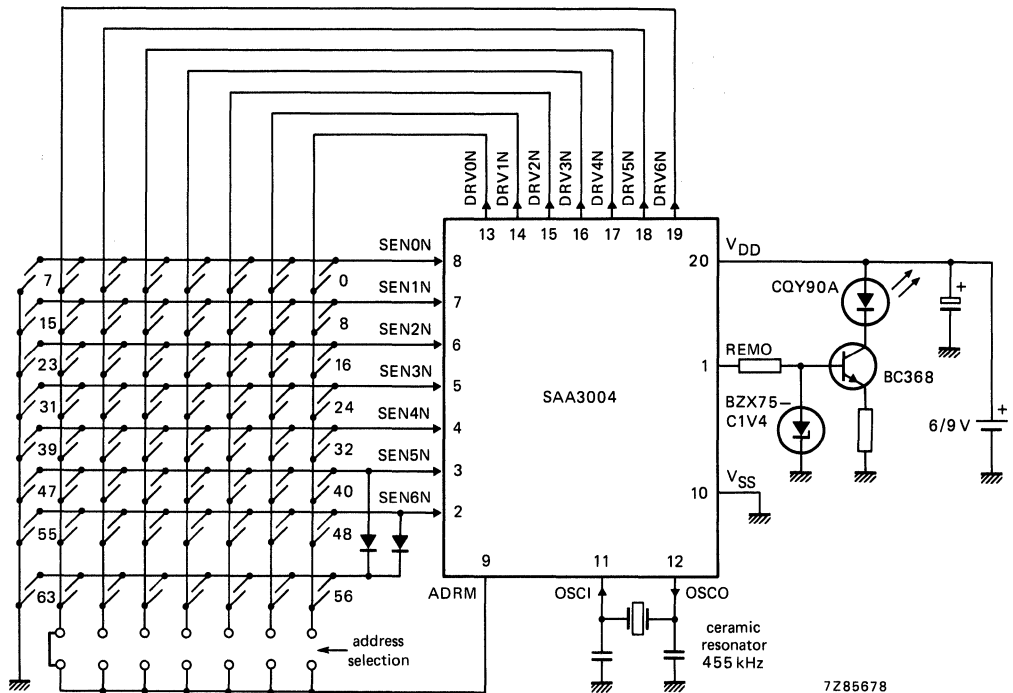 DRV0N
DRV1N
DRV2N
DRV3N
DRV4N
DRV5N
DRV6N
13 14 15 16 17 18 19
SEN0N
8
7
0
SEN1N
7
15
8
SEN2N
6
23
16
SEN3N
5
31
24
SEN4N
4
39
32
SEN5N
3
47
40
SEN6N
2
55
48
63
56
SAA3004
20
VDD
CQY90A
+
REMO
1
BC368
BZX75-
C1V4
+
6/9 V
VSS
10
9
11
12
ADRM
OSCI
OSCO
address
selection
ceramic
resonator
455 kHz
7Z85678